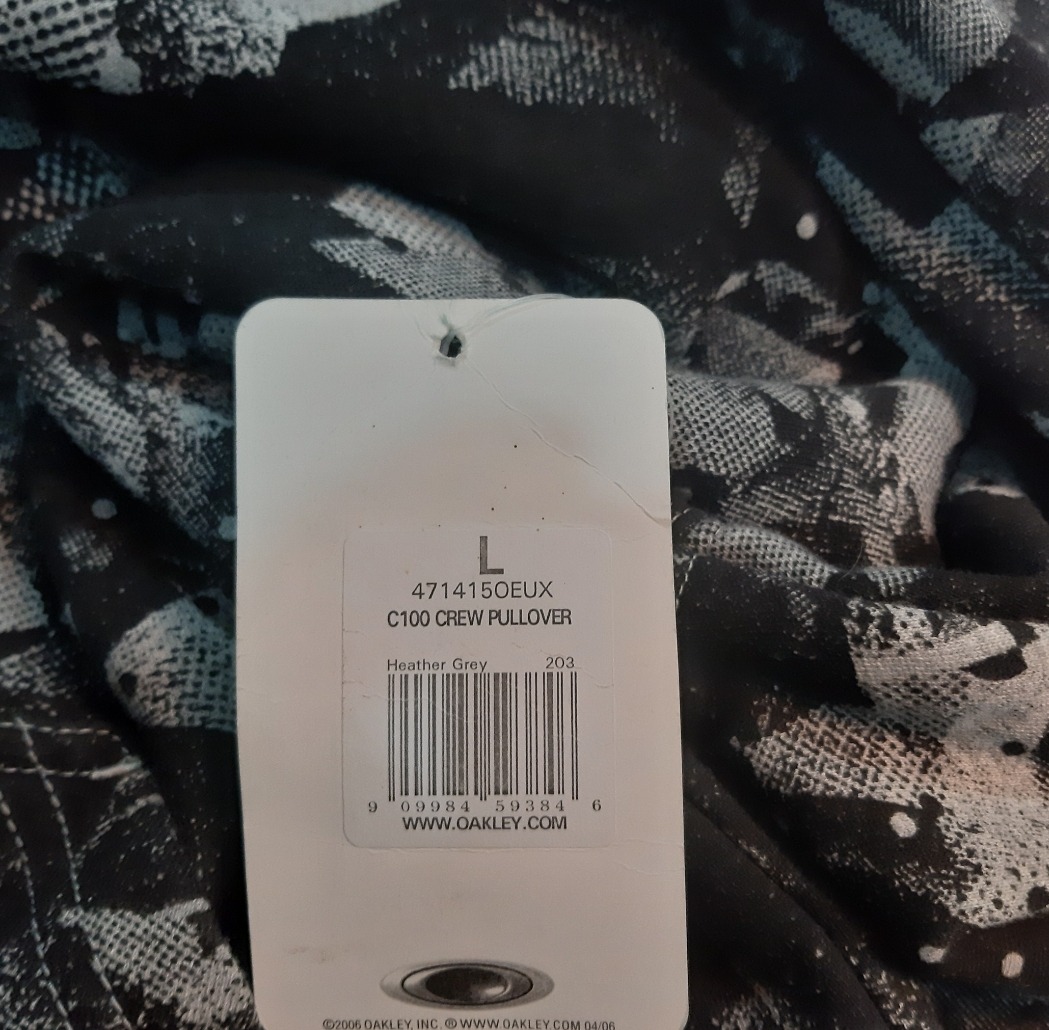 L
471415OEUX
C100 CREW PULLOVER
Heather Grey 203
9 09984 59384 6
WWW.OAKLEY.COM
©2006 OAKLEY, INC. ® WWW.OAKLEY.COM 04/06